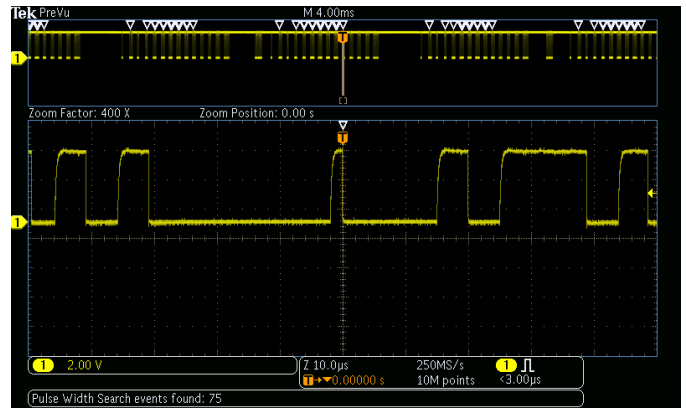 Tek PreVu M 4.00ms
T
1
Zoom Factor: 400 X Zoom Position: 0.00 s
T
1
1 2.00 V Z 10.0µs 250MS/s 1
T→▼0.00000 s 10M points <3.00µs
Pulse Width Search events found: 75